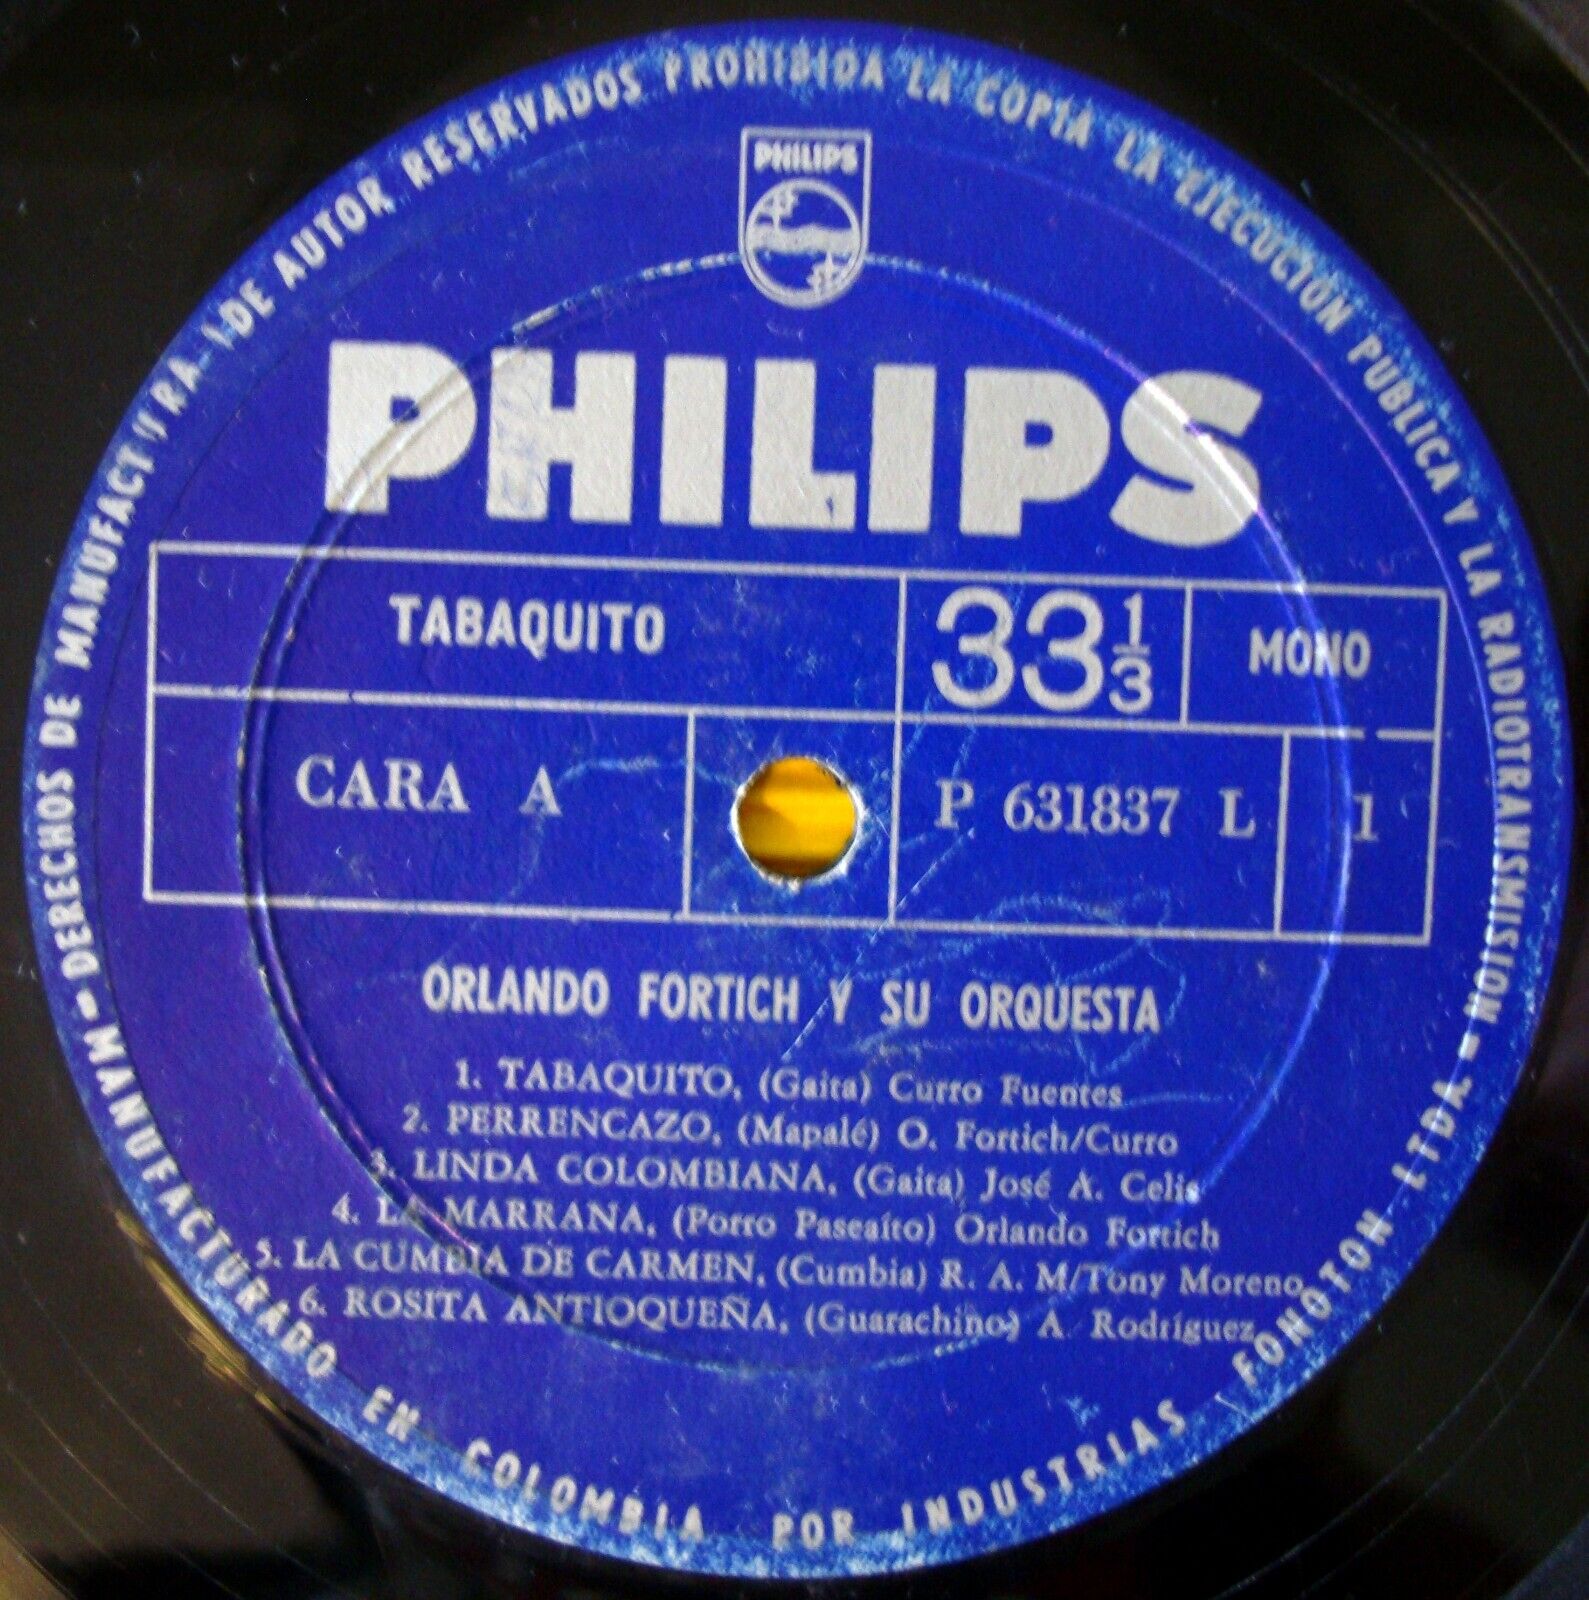 DERECHOS DE MANUFACTURA - DE AUTOR RESERVADOS PROHIBIDA LA COPIA LA EJECUCION PUBLICA Y LA RADIOTRANSMISION -
PHILIPS
PHILIPS
TABAQUITO
33 1/3
MONO
CARA A
P 631837 L
1
ORLANDO FORTICH Y SU ORQUESTA
1. TABAQUITO, (Gaita) Curro Fuentes
2. PERRENCAZO, (Mapalé) O. Fortich/Curro
3. LINDA COLOMBIANA, (Gaita) José A. Celis
4. LA MARRANA, (Porro Paseaíto) Orlando Fortich
5. LA CUMBIA DE CARMEN, (Cumbia) R. A. M/Tony Moreno
6. ROSITA ANTIOQUEÑA, (Guarachino) A. Rodríguez
MANUFACTURADO EN COLOMBIA POR INDUSTRIAS FONOTON LTDA -